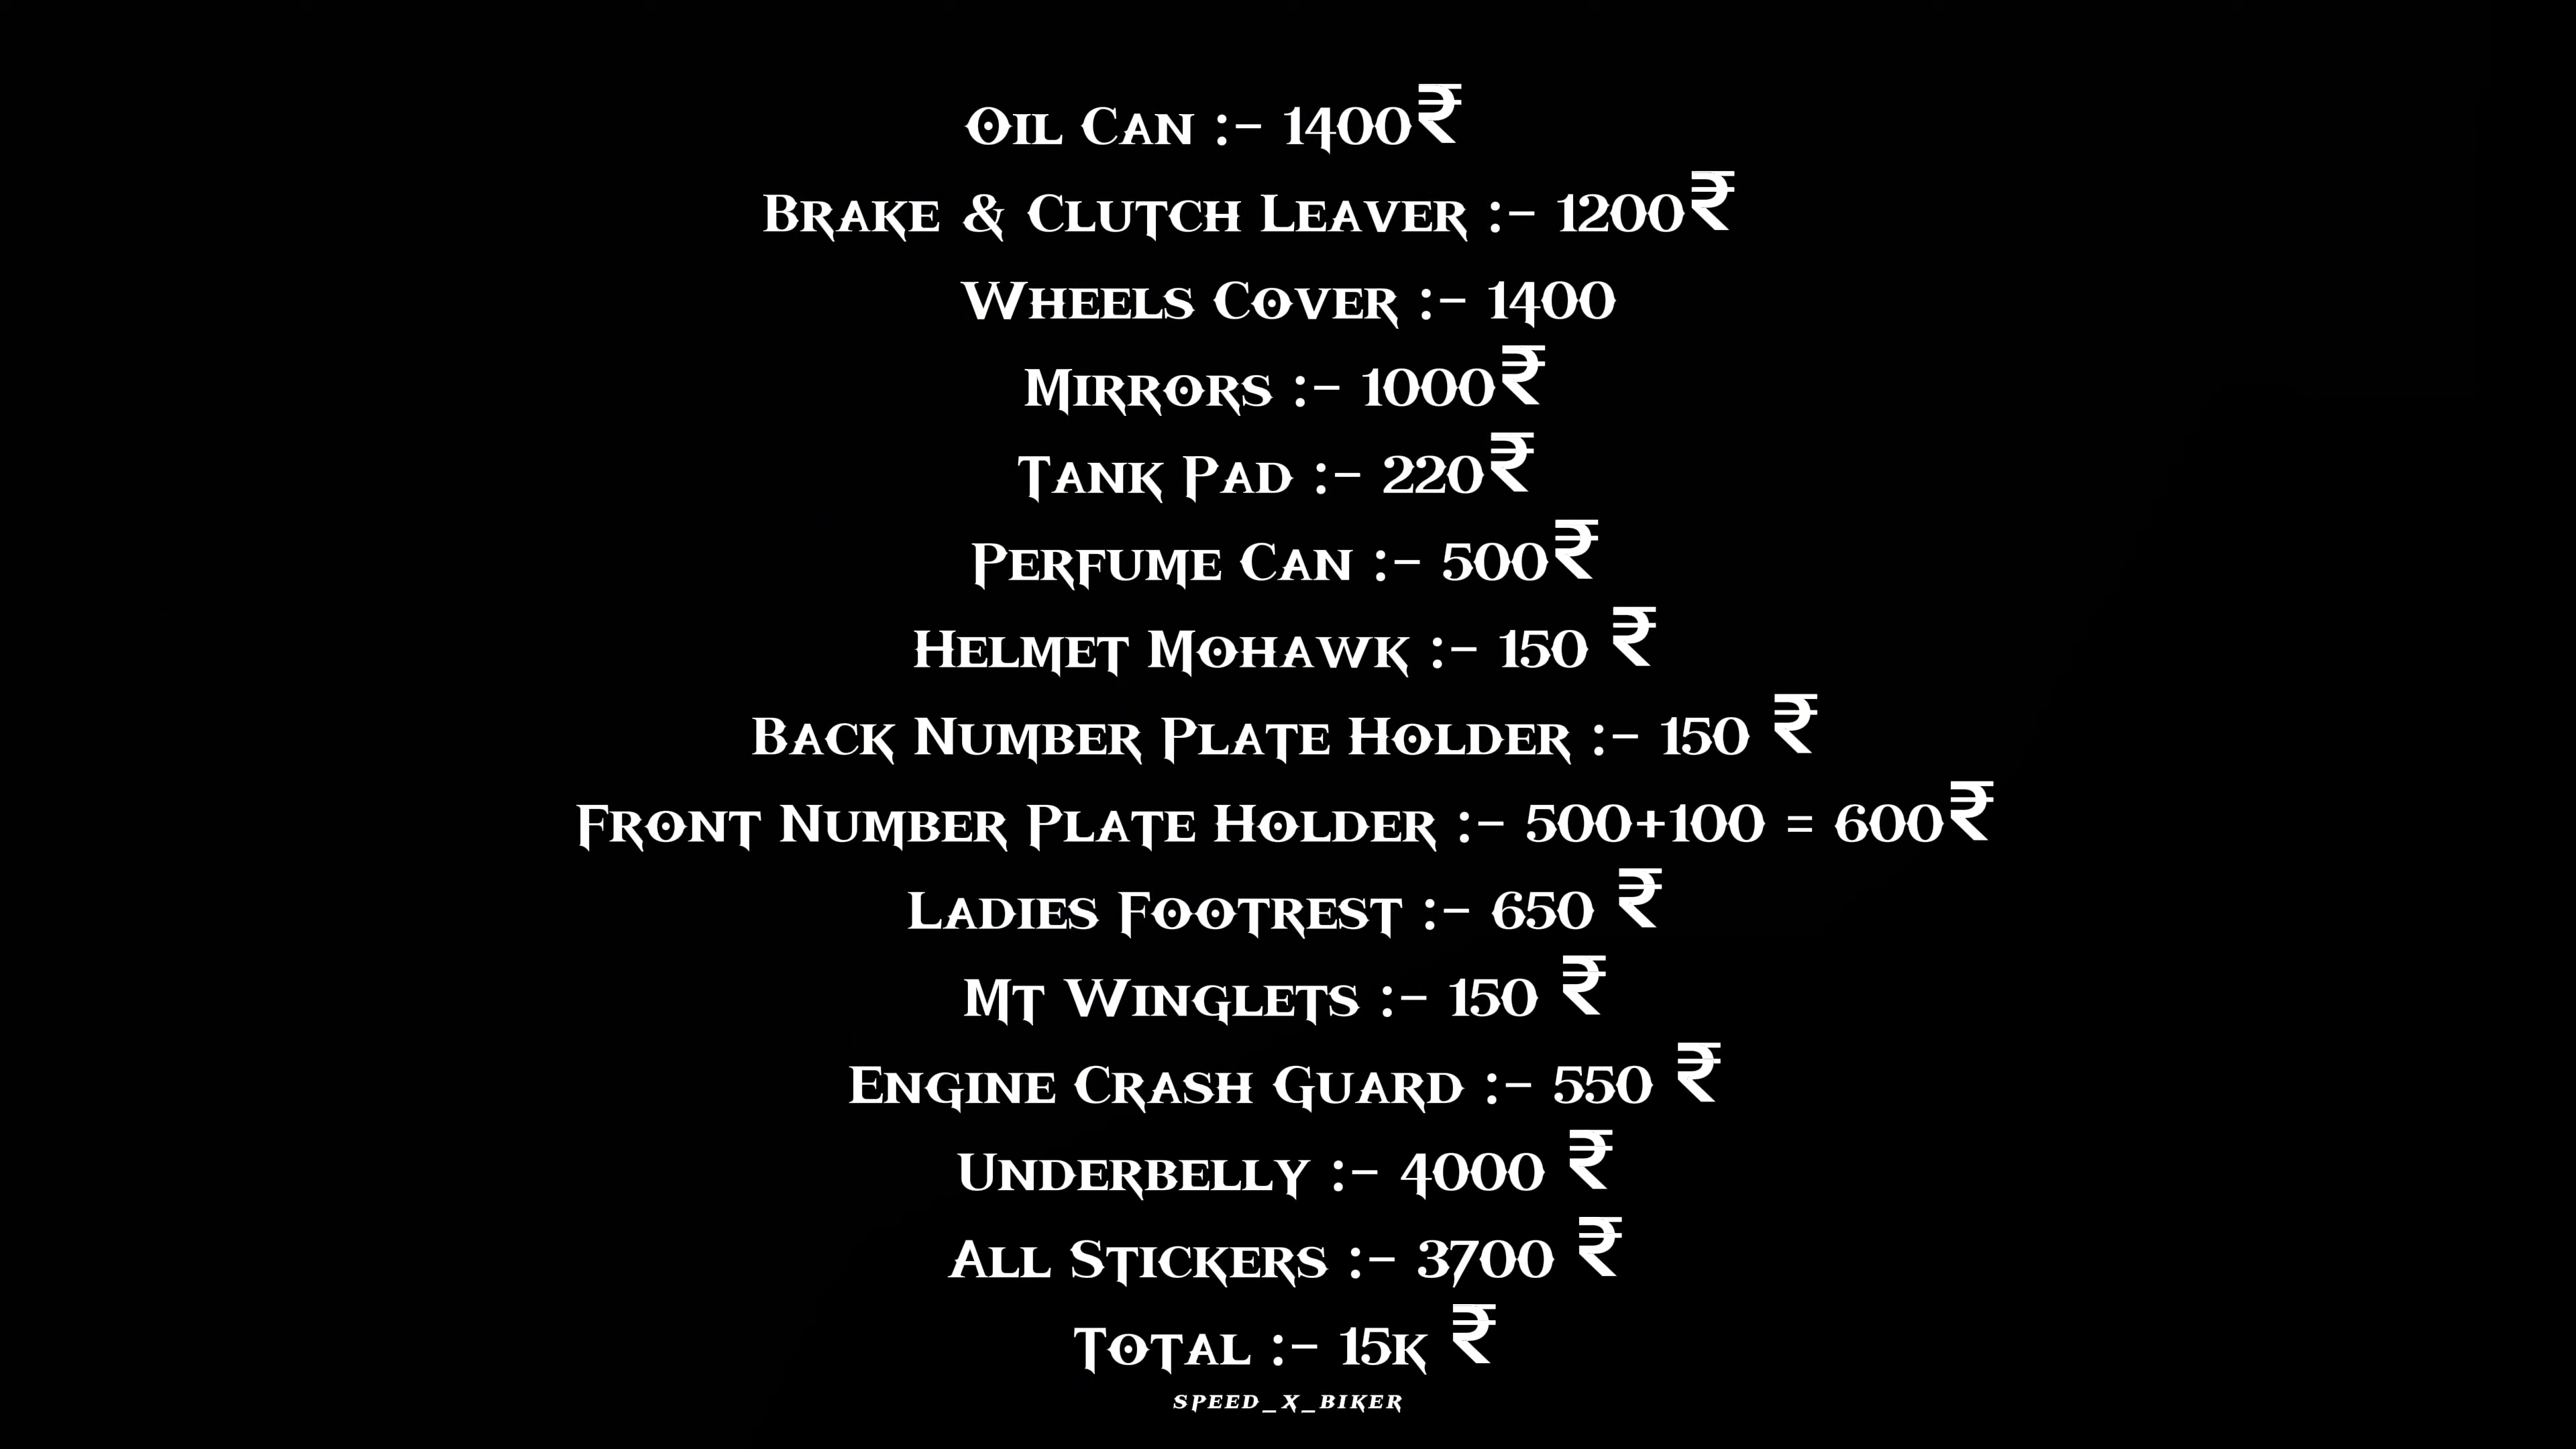 Oil Can :- 1400₹
Brake & Clutch Leaver :- 1200₹
Wheels Cover :- 1400
Mirrors :- 1000₹
Tank Pad :- 220₹
Perfume Can :- 500₹
Helmet Mohawk :- 150 ₹
Back Number Plate Holder :- 150 ₹
Front Number Plate Holder :- 500+100 = 600₹
Ladies Footrest :- 650 ₹
Mt Winglets :- 150 ₹
Engine Crash Guard :- 550 ₹
Underbelly :- 4000 ₹
All Stickers :- 3700 ₹
Total :- 15k ₹
speed_x_biker